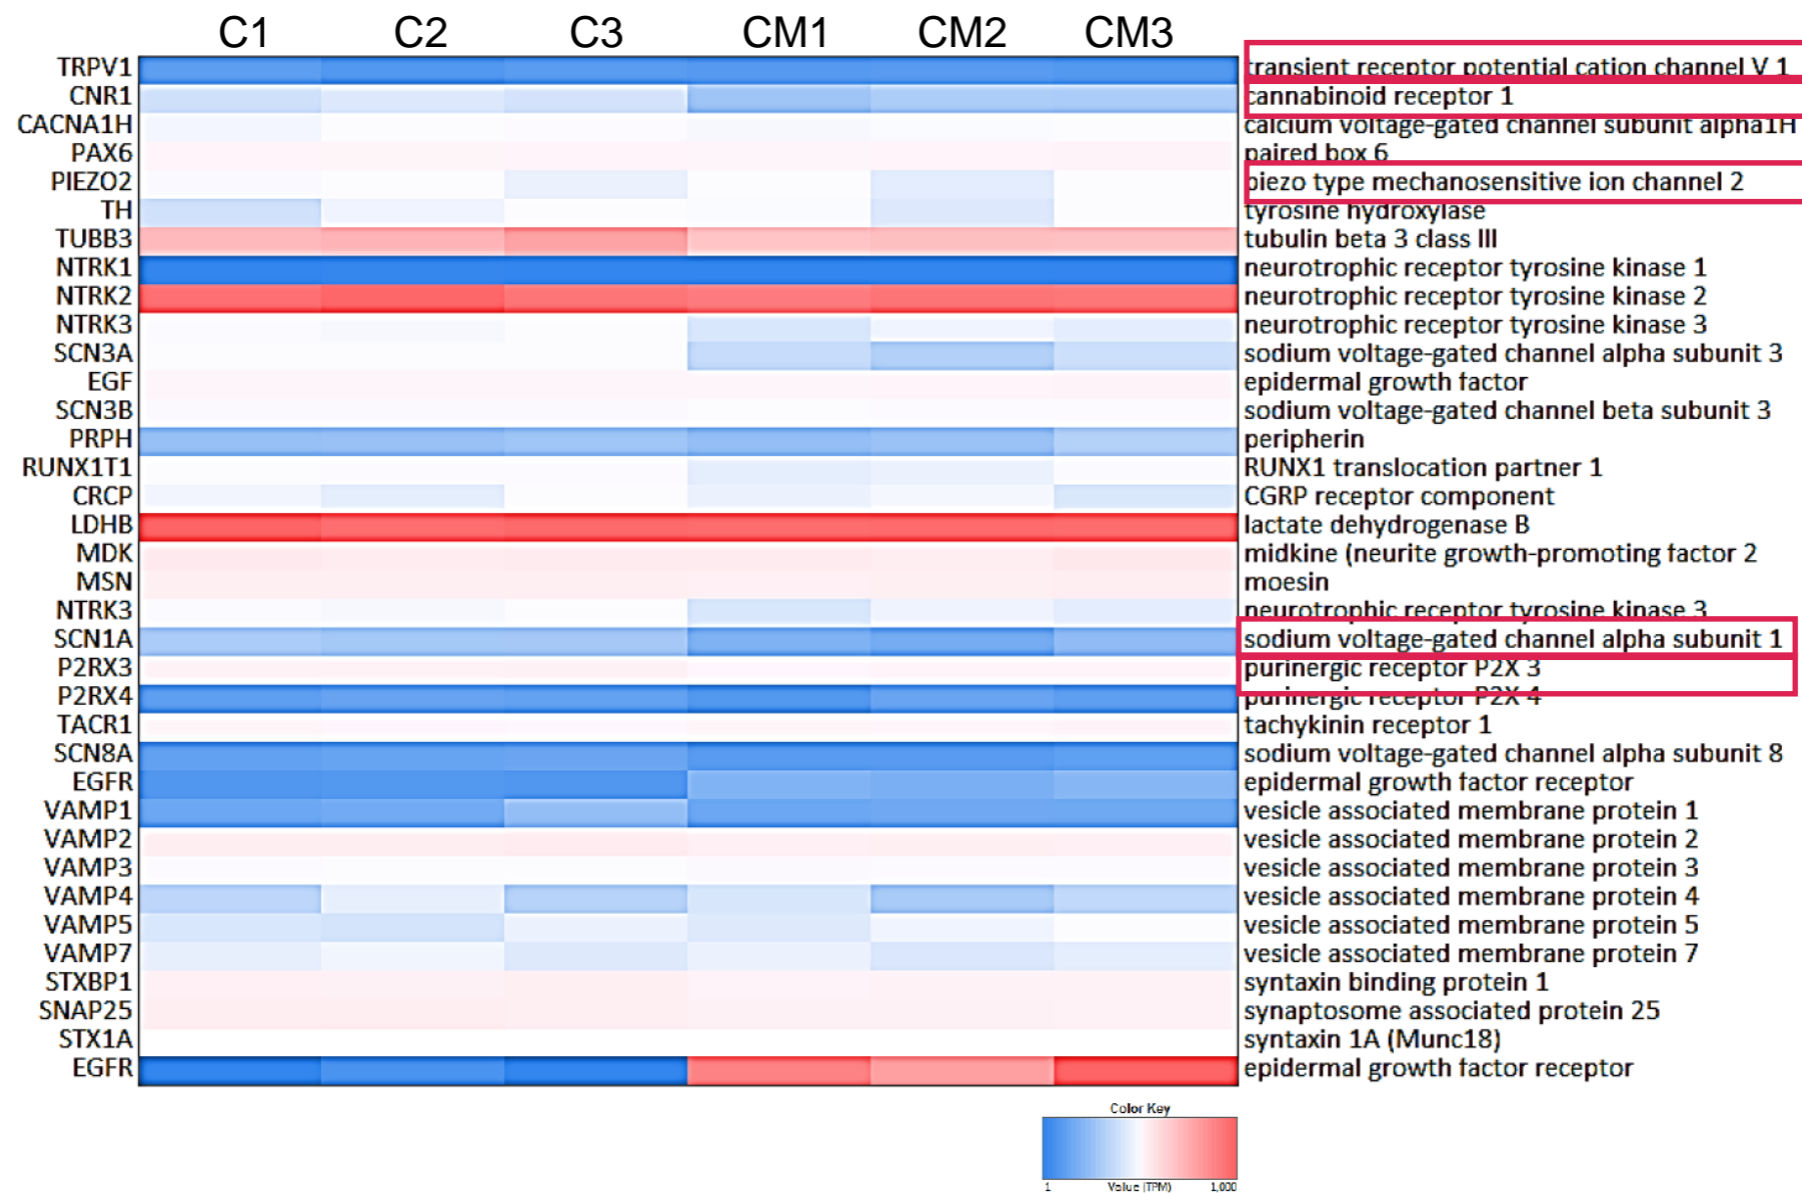 C1 C2 C3 CM1 CM2 CM3
TRPV1 transient receptor potential cation channel V 1
CNR1 cannabinoid receptor 1
CACNA1H calcium voltage-gated channel subunit alpha1H
PAX6 paired box 6
PIEZO2 piezo type mechanosensitive ion channel 2
TH tyrosine hydroxylase
TUBB3 tubulin beta 3 class III
NTRK1 neurotrophic receptor tyrosine kinase 1
NTRK2 neurotrophic receptor tyrosine kinase 2
NTRK3 neurotrophic receptor tyrosine kinase 3
SCN3A sodium voltage-gated channel alpha subunit 3
EGF epidermal growth factor
SCN3B sodium voltage-gated channel beta subunit 3
PRPH peripherin
RUNX1T1 RUNX1 translocation partner 1
CRCP CGRP receptor component
LDHB lactate dehydrogenase B
MDK midkine (neurite growth-promoting factor 2
MSN moesin
NTRK3 neurotrophic receptor tyrosine kinase 3
SCN1A sodium voltage-gated channel alpha subunit 1
P2RX3 purinergic receptor P2X 3
P2RX4 purinergic receptor P2X 4
TACR1 tachykinin receptor 1
SCN8A sodium voltage-gated channel alpha subunit 8
EGFR epidermal growth factor receptor
VAMP1 vesicle associated membrane protein 1
VAMP2 vesicle associated membrane protein 2
VAMP3 vesicle associated membrane protein 3
VAMP4 vesicle associated membrane protein 4
VAMP5 vesicle associated membrane protein 5
VAMP7 vesicle associated membrane protein 7
STXBP1 syntaxin binding protein 1
SNAP25 synaptosome associated protein 25
STX1A syntaxin 1A (Munc18)
EGFR epidermal growth factor receptor
Color Key
1 Value (TPM) 1,000